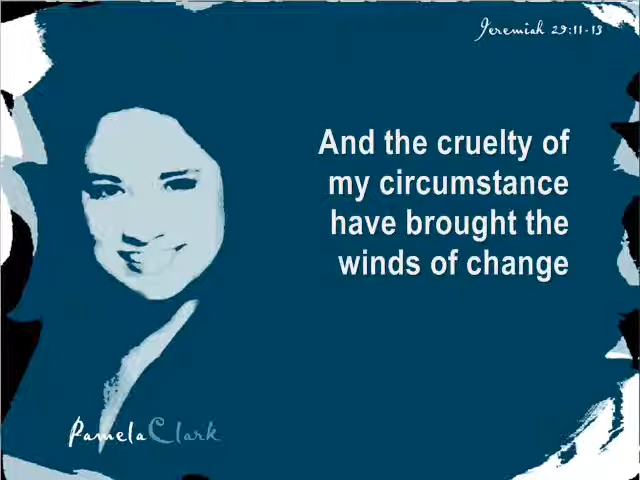 Jeremiah 29:11-13
And the cruelty of
my circumstance
have brought the
winds of change
PamelaClark